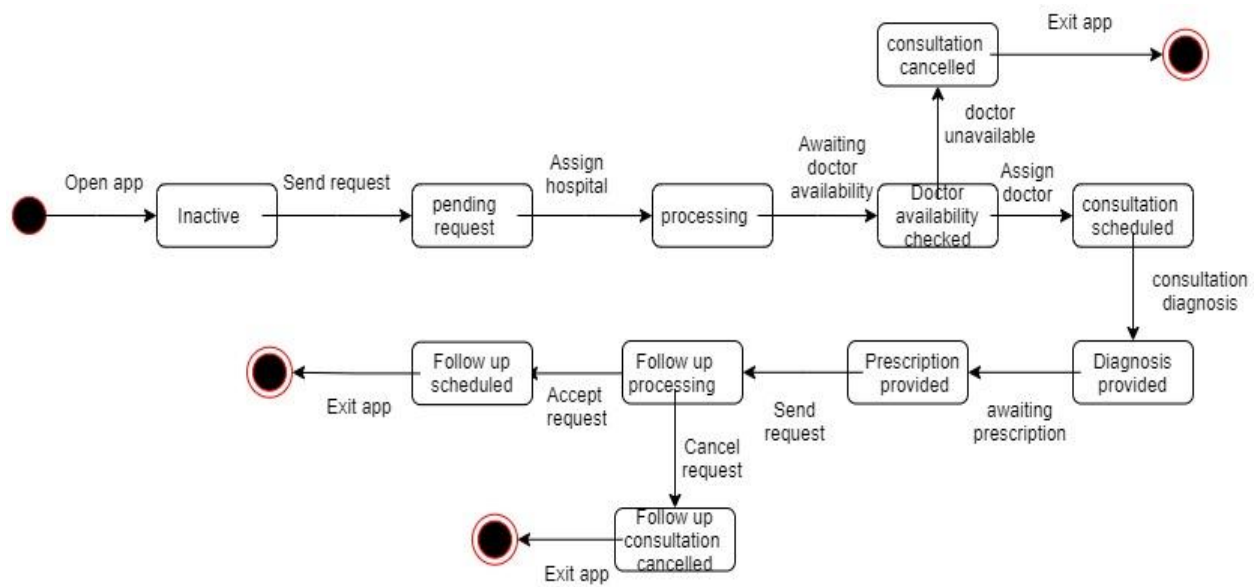 Exit app
consultation
cancelled
doctor
unavailable
Awaiting
doctor
availability
Assign
hospital
Assign
doctor
Open app
Send request
Inactive
pending
request
processing
Doctor
availability
checked
consultation
scheduled
consultation
diagnosis
Follow up
scheduled
Follow up
processing
Prescription
provided
Diagnosis
provided
Exit app
Accept
request
Send
request
awaiting
prescription
Cancel
request
Follow up
consultation
cancelled
Exit app